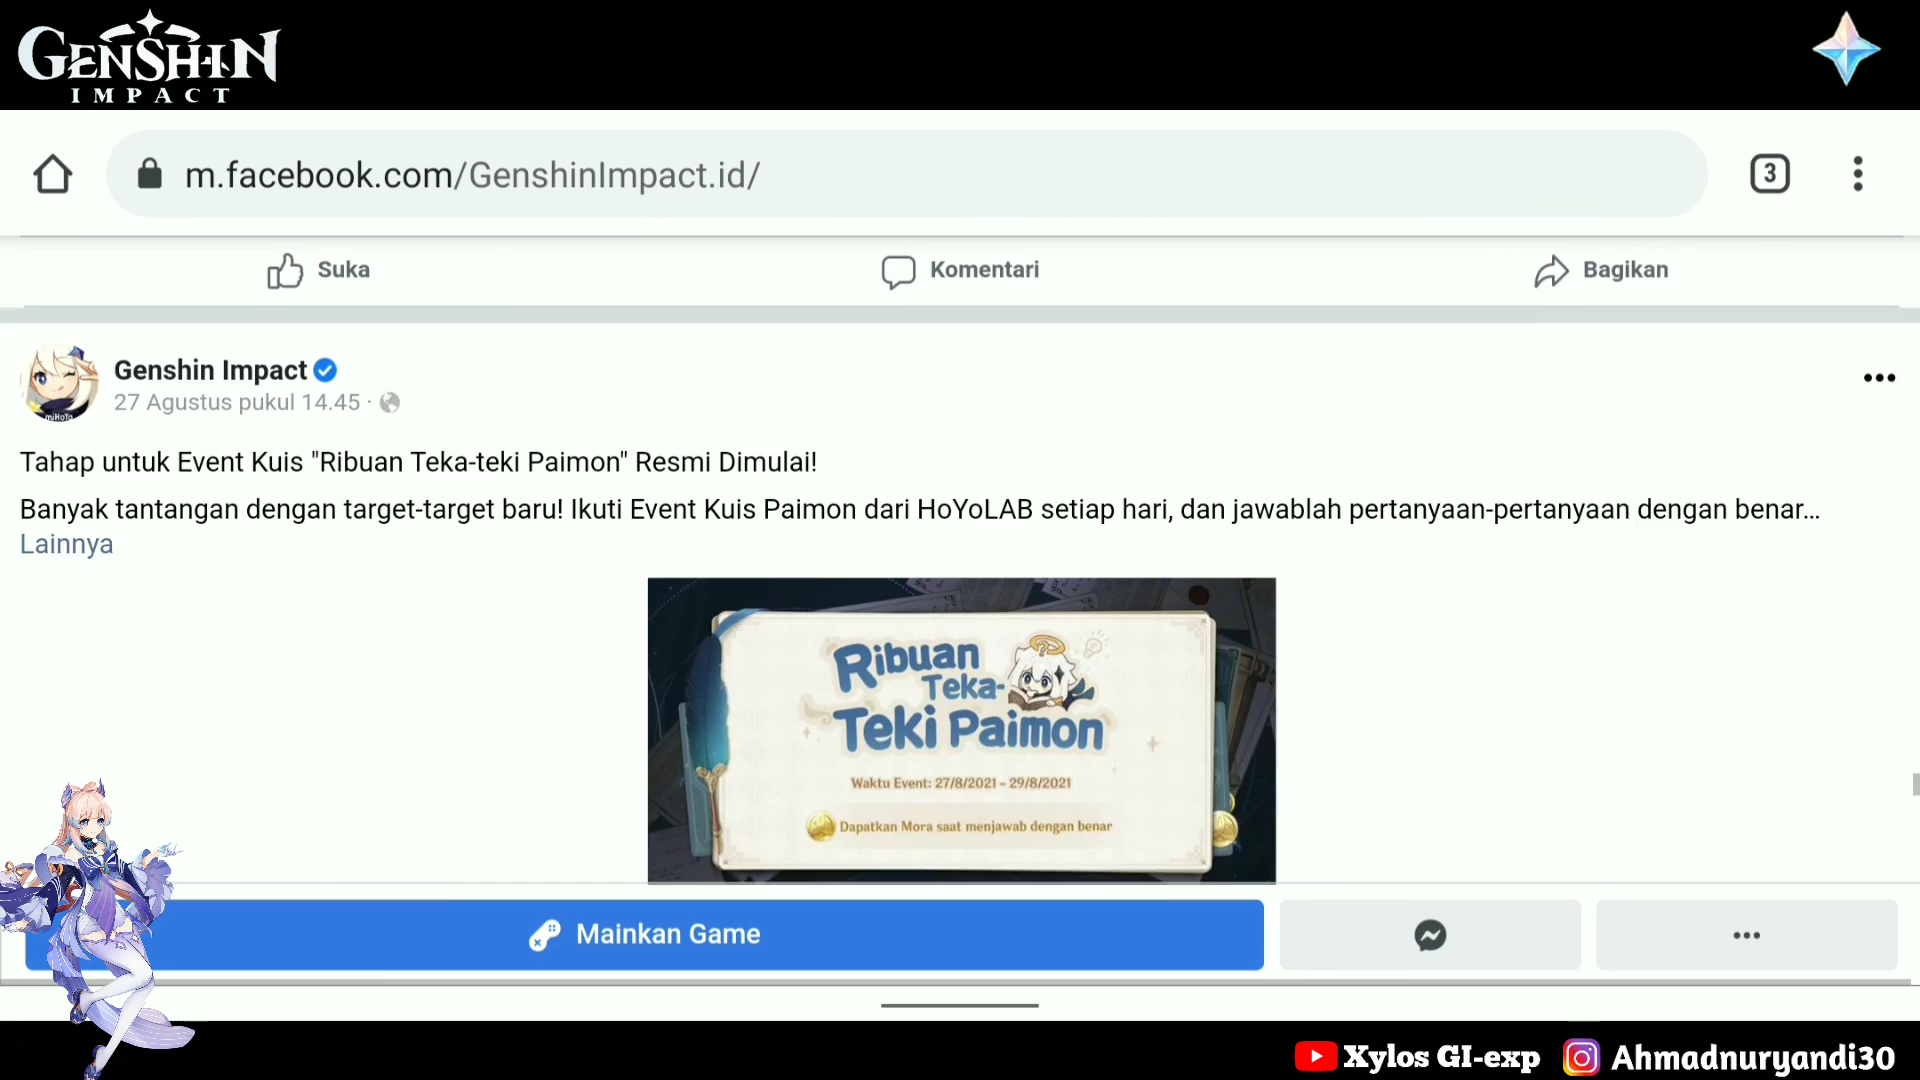 GENSHIN
IMPACT
m.facebook.com/GenshinImpact.id/
3
Suka
Komentari
Bagikan
Genshin Impact
27 Agustus pukul 14.45 ·
miHoYo
Tahap untuk Event Kuis "Ribuan Teka-teki Paimon" Resmi Dimulai!
Banyak tantangan dengan target-target baru! Ikuti Event Kuis Paimon dari HoYoLAB setiap hari, dan jawablah pertanyaan-pertanyaan dengan benar...
Lainnya
Ribuan
Teka-
Teki Paimon
Waktu Event: 27/8/2021 - 29/8/2021
Dapatkan Mora saat menjawab dengan benar
Mainkan Game
Xylos GI-exp
Ahmadnuryandi30